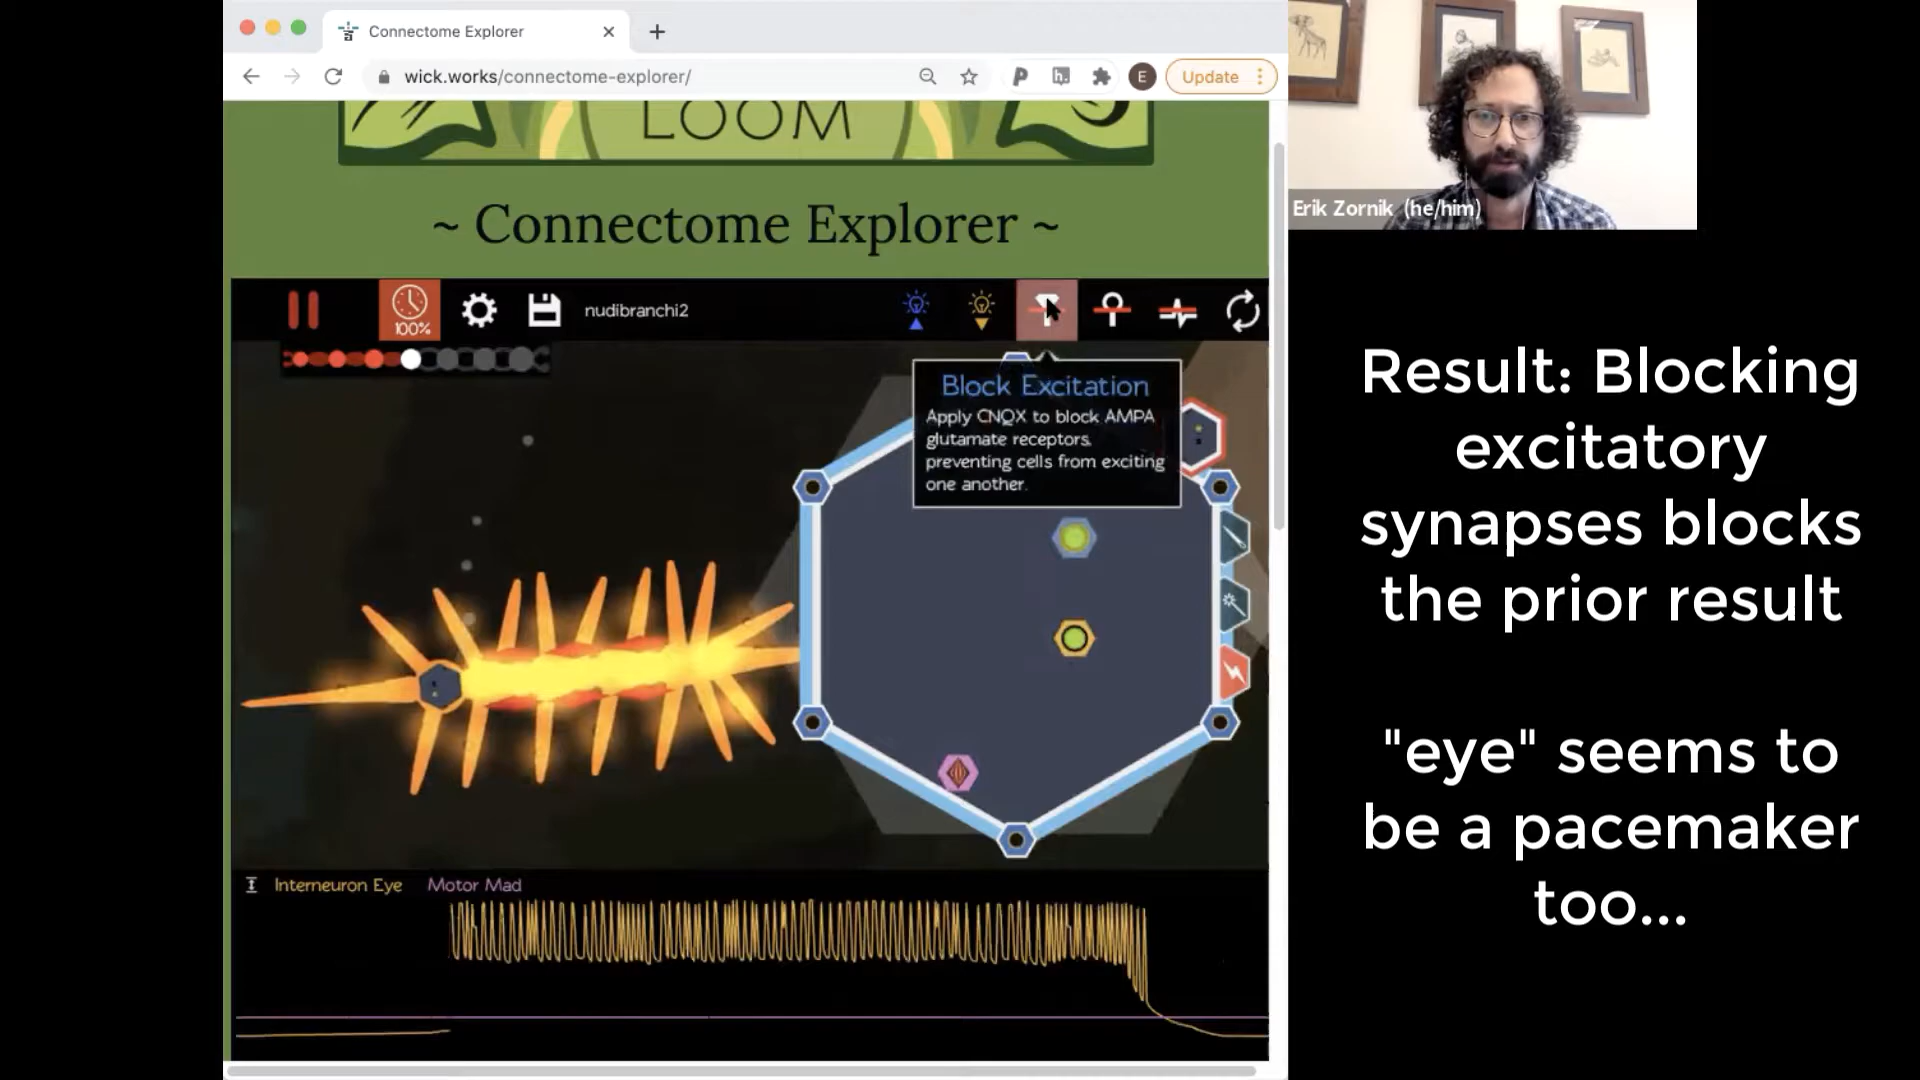 Connectome Explorer
wick.works/connectome-explorer/
E
Update
LOOM
~ Connectome Explorer ~
100%
nudibranchi2
Block Excitation
Apply CNQX to block AMPA
glutamate receptors.
preventing cells from exciting
one another.
Interneuron Eye Motor Mad
Erik Zornik (he/him)
Result: Blocking
excitatory
synapses blocks
the prior result
"eye" seems to
be a pacemaker
too...